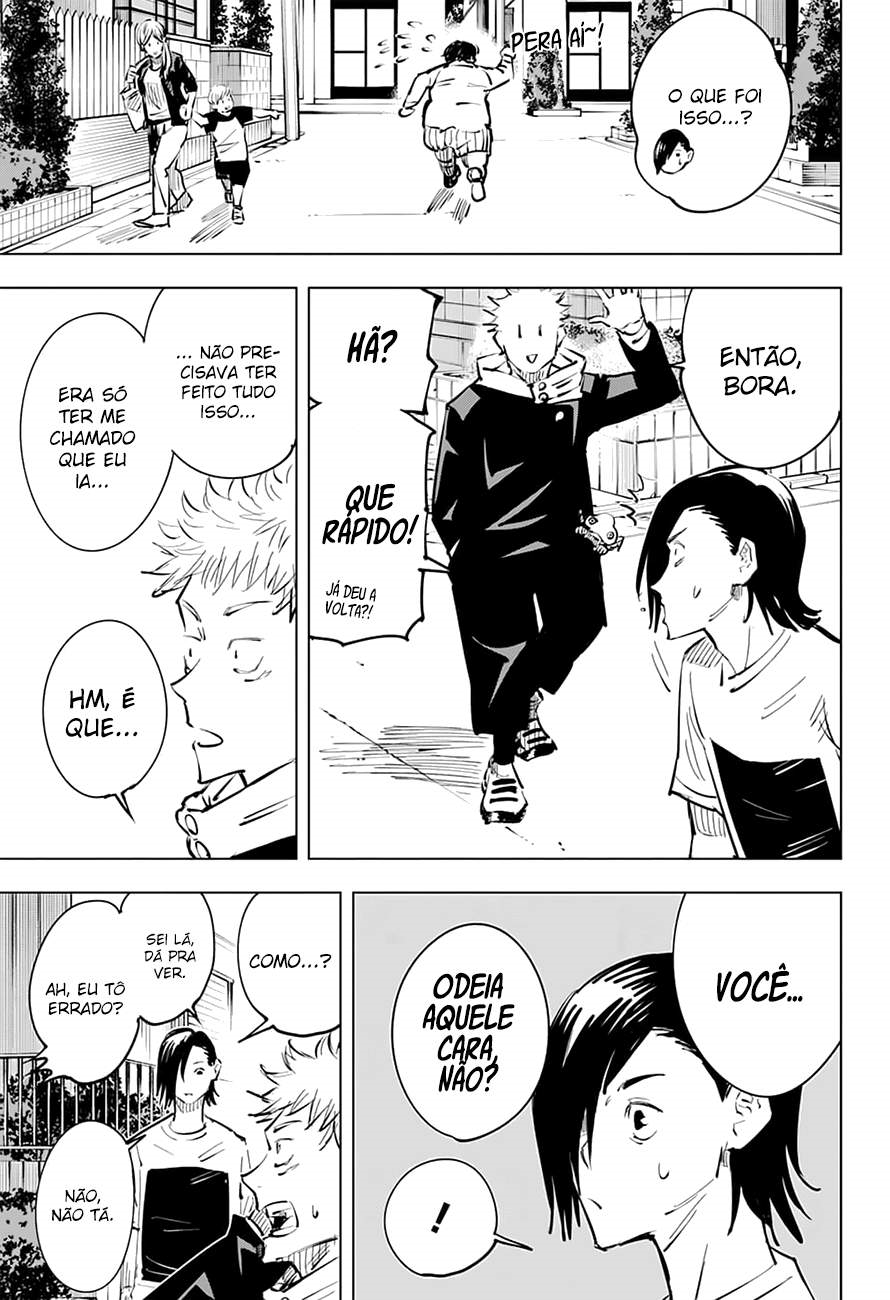 PERA AÍ~!
O QUE FOI
ISSO...?
ENTÃO,
BORA.
HÃ?
QUE
RÁPIDO!
JÁ DEU A
VOLTA?!
... NÃO PRE-
CISAVA TER
FEITO TUDO
ISSO...
ERA SÓ
TER ME
CHAMADO
QUE EU
IA...
HM, É
QUE...
VOCÊ...
ODEIA
AQUELE
CARA,
NÃO?
!
COMO...?
SEI LÁ,
DÁ PRA
VER.
AH, EU TÔ
ERRADO?
NÃO,
NÃO TÁ.